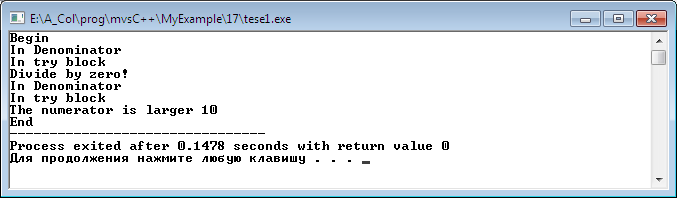 E:\A_Col\prog\mvsC++\MyExample\17\tese1.exe
Begin
In Denominator
In try block
Divide by zero!
In Denominator
In try block
The numerator is larger 10
End
--------------------------------
Process exited after 0.1478 seconds with return value 0
Для продолжения нажмите любую клавишу . . . _